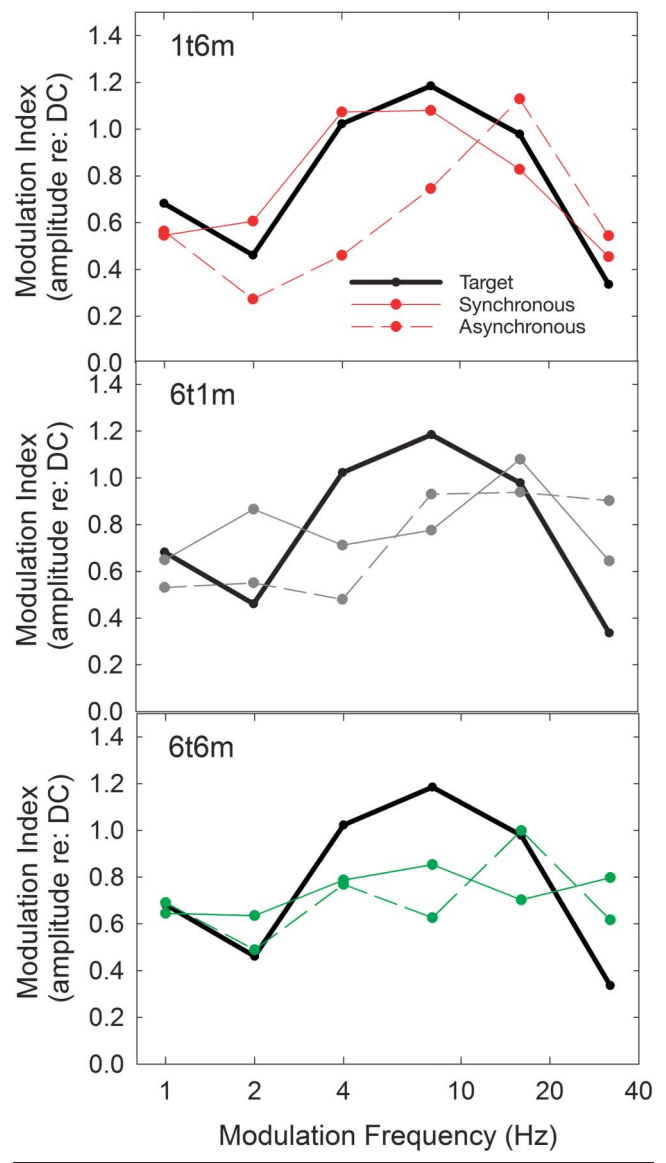 1t6m
Modulation Index
(amplitude re: DC)
1.4
1.2
1.0
0.8
0.6
0.4
0.2
0.0
Target
Synchronous
Asynchronous
6t1m
Modulation Index
(amplitude re: DC)
1.4
1.2
1.0
0.8
0.6
0.4
0.2
0.0
6t6m
Modulation Index
(amplitude re: DC)
1.4
1.2
1.0
0.8
0.6
0.4
0.2
0.0
1 2 4 10 20 40
Modulation Frequency (Hz)